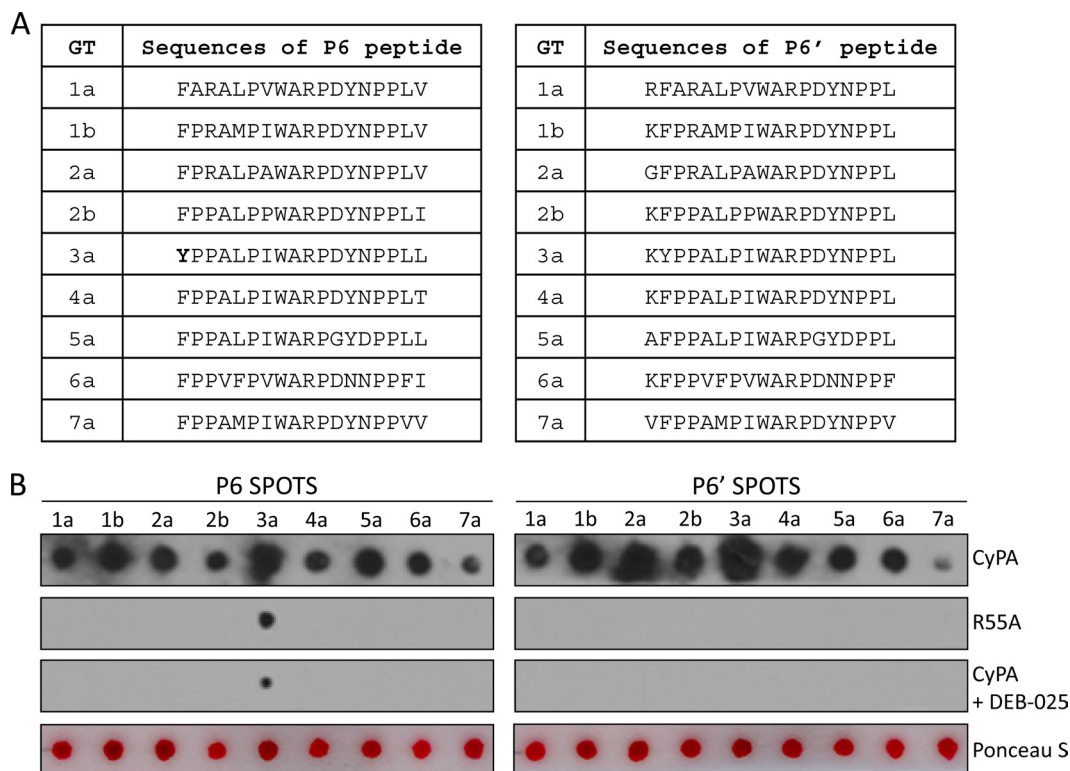 A
GT Sequences of P6 peptide
1a FARALPVWARPDYNPPLV
1b FPRAMPIWARPDYNPPLV
2a FPRALPAWARPDYNPPLV
2b FPPALPPWARPDYNPPLI
3a YPPALPIWARPDYNPPLL
4a FPPALPIWARPDYNPPLT
5a FPPALPIWARPGYDPPLL
6a FPPVFPVWARPDNNPPFI
7a FPPAMPIWARPDYNPPVV
GT Sequences of P6' peptide
1a RFARALPVWARPDYNPPL
1b KFPRAMPIWARPDYNPPL
2a GFPRALPAWARPDYNPPL
2b KFPPALPPWARPDYNPPL
3a KYPPALPIWARPDYNPPL
4a KFPPALPIWARPDYNPPL
5a AFPPALPIWARPGYDPPL
6a KFPPVFPVWARPDNNPPF
7a VFPPAMPIWARPDYNPPV
B
P6 SPOTS
1a 1b 2a 2b 3a 4a 5a 6a 7a
P6' SPOTS
1a 1b 2a 2b 3a 4a 5a 6a 7a
CyPA
R55A
CyPA
+ DEB-025
Ponceau S